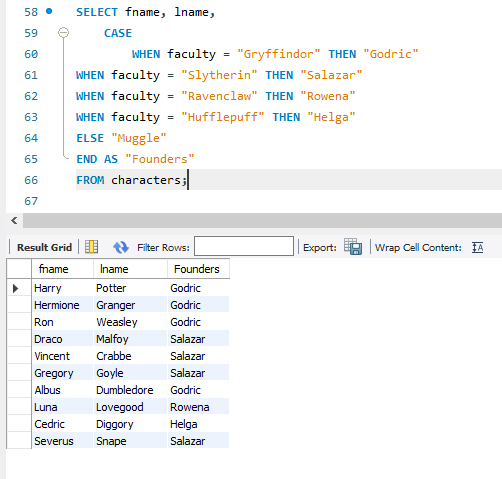 58 SELECT fname, lname,
59 CASE
60 WHEN faculty = "Gryffindor" THEN "Godric"
61 WHEN faculty = "Slytherin" THEN "Salazar"
62 WHEN faculty = "Ravenclaw" THEN "Rowena"
63 WHEN faculty = "Hufflepuff" THEN "Helga"
64 ELSE "Muggle"
65 END AS "Founders"
66 FROM characters;
67
Result Grid Filter Rows: Export: Wrap Cell Content:
fname lname Founders
Harry Potter Godric
Hermione Granger Godric
Ron Weasley Godric
Draco Malfoy Salazar
Vincent Crabbe Salazar
Gregory Goyle Salazar
Albus Dumbledore Godric
Luna Lovegood Rowena
Cedric Diggory Helga
Severus Snape Salazar